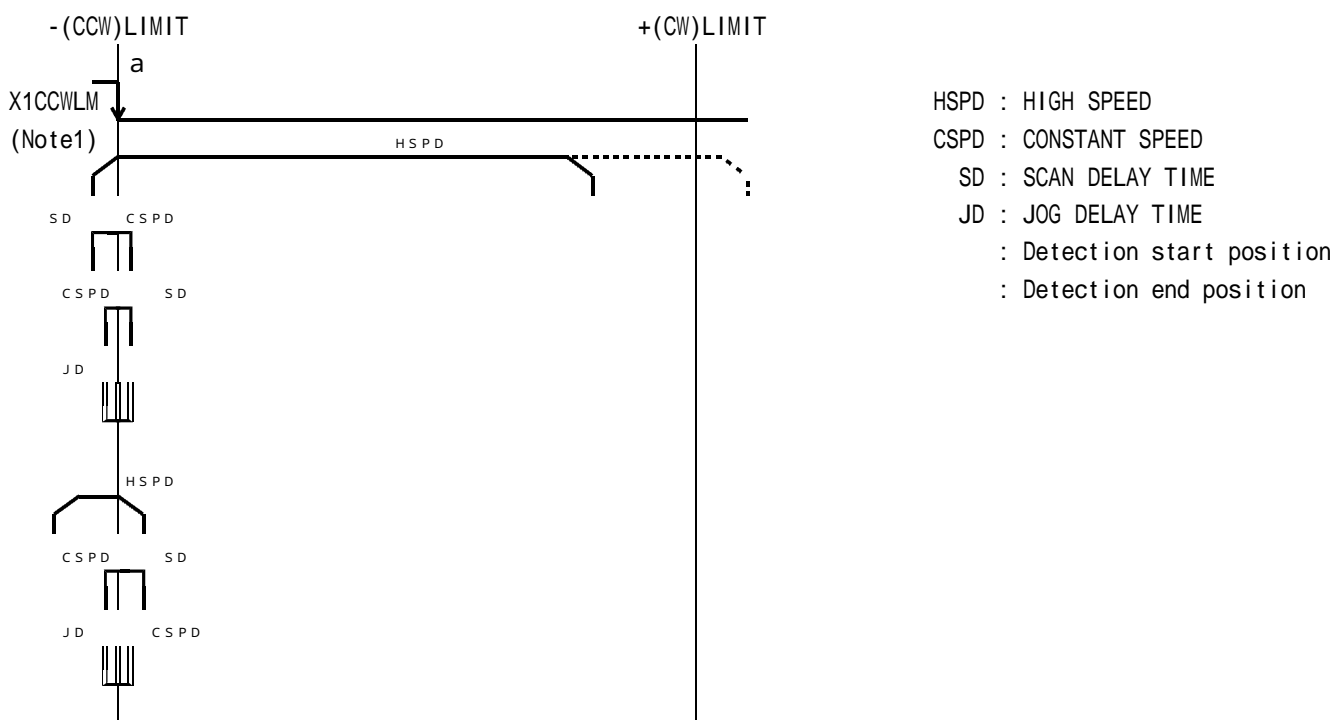 -(CCW)LIMIT +(CW)LIMIT
a
X1CCWLM
(Note1)
HSPD
SD CSPD
CSPD SD
JD
HSPD
CSPD SD
JD CSPD
HSPD : HIGH SPEED
CSPD : CONSTANT SPEED
SD : SCAN DELAY TIME
JD : JOG DELAY TIME
: Detection start position
: Detection end position